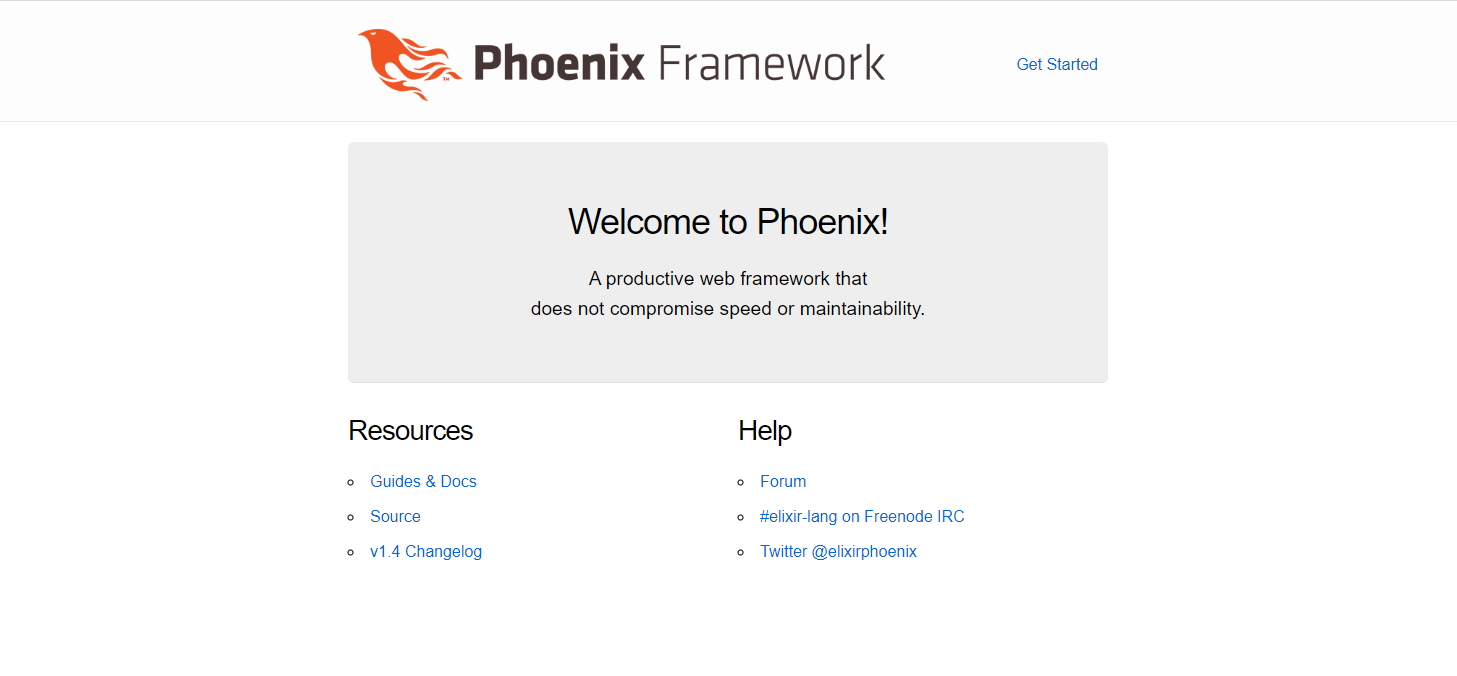 Phoenix Framework
Get Started
Welcome to Phoenix!
A productive web framework that
does not compromise speed or maintainability.
Resources
Guides & Docs
Source
v1.4 Changelog
Help
Forum
#elixir-lang on Freenode IRC
Twitter @elixirphoenix